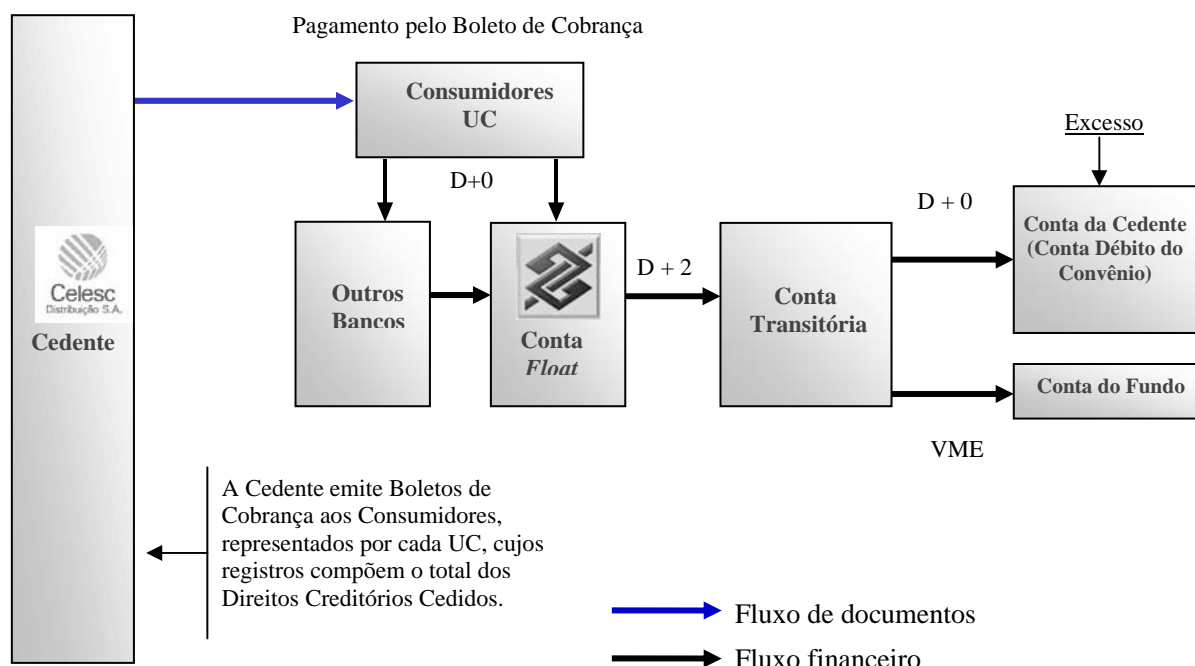 Pagamento pelo Boleto de Cobrança
Consumidores
UC
Excesso
D+0
D + 0
Celesc
Distribuição S.A.
Cedente
Outros
Bancos
Conta
Float
D + 2
Conta
Transitória
Conta da Cedente
(Conta Débito do
Convênio)
Conta do Fundo
VME
A Cedente emite Boletos de
Cobrança aos Consumidores,
representados por cada UC, cujos
registros compõem o total dos
Direitos Creditórios Cedidos.
Fluxo de documentos
Fluxo financeiro